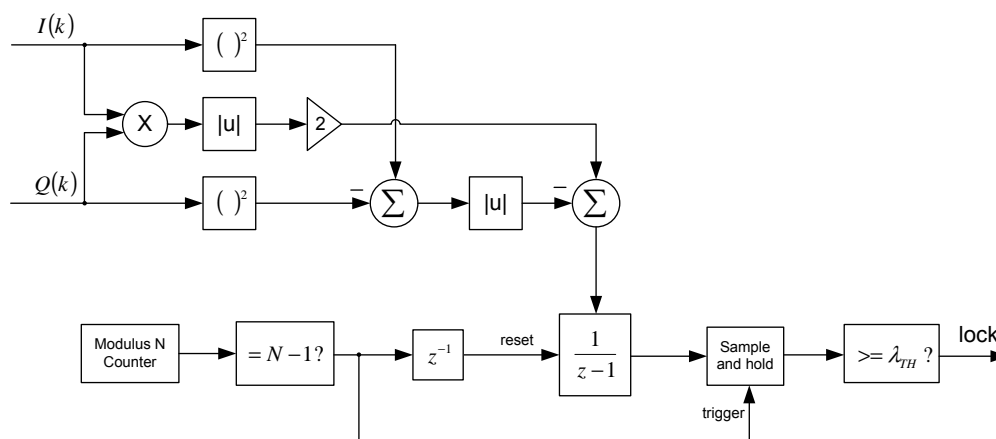 I(k)
( )²
X
|u|
2
Q(k)
( )²
−
∑
|u|
−
∑
Modulus N
Counter
= N −1?
z⁻¹
reset
1
z −1
Sample
and hold
>= λ_TH ?
lock
trigger